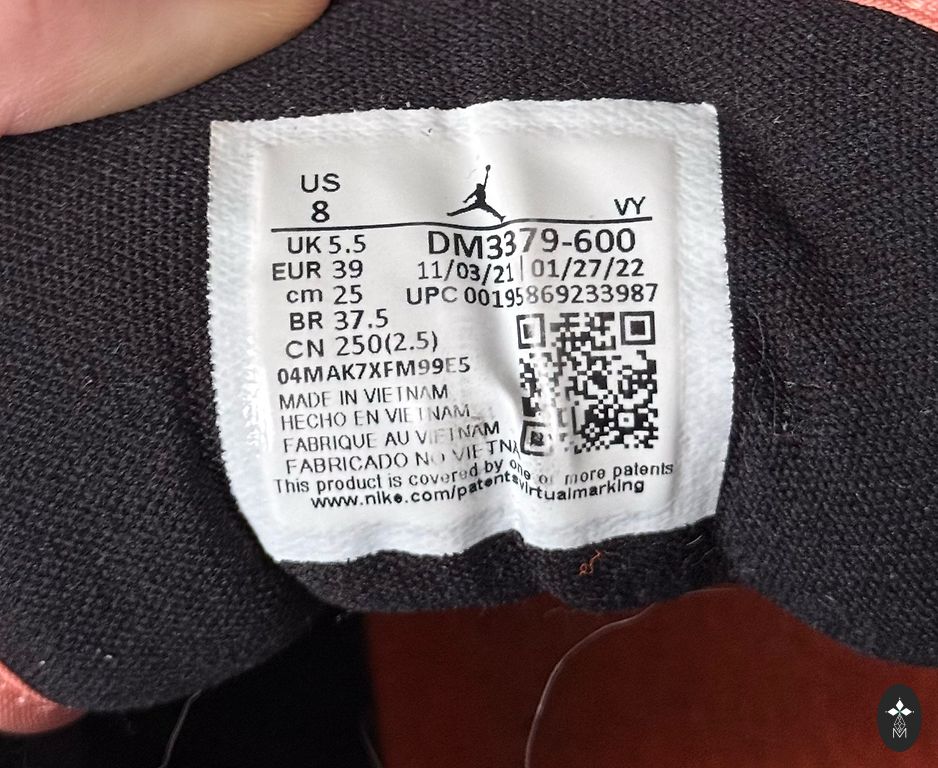 US
8
VY
UK 5.5
DM3379-600
EUR 39
11/03/21 01/27/22
cm 25
UPC 00195869233987
BR 37.5
CN 250(2.5)
04MAK7XFM99E5
MADE IN VIETNAM
HECHO EN VIETNAM
FABRIQUE AU VIETNAM
FABRICADO NO VIETNA
This product is covered by one or more patents
www.nike.com/patentsvirtualmarking
M